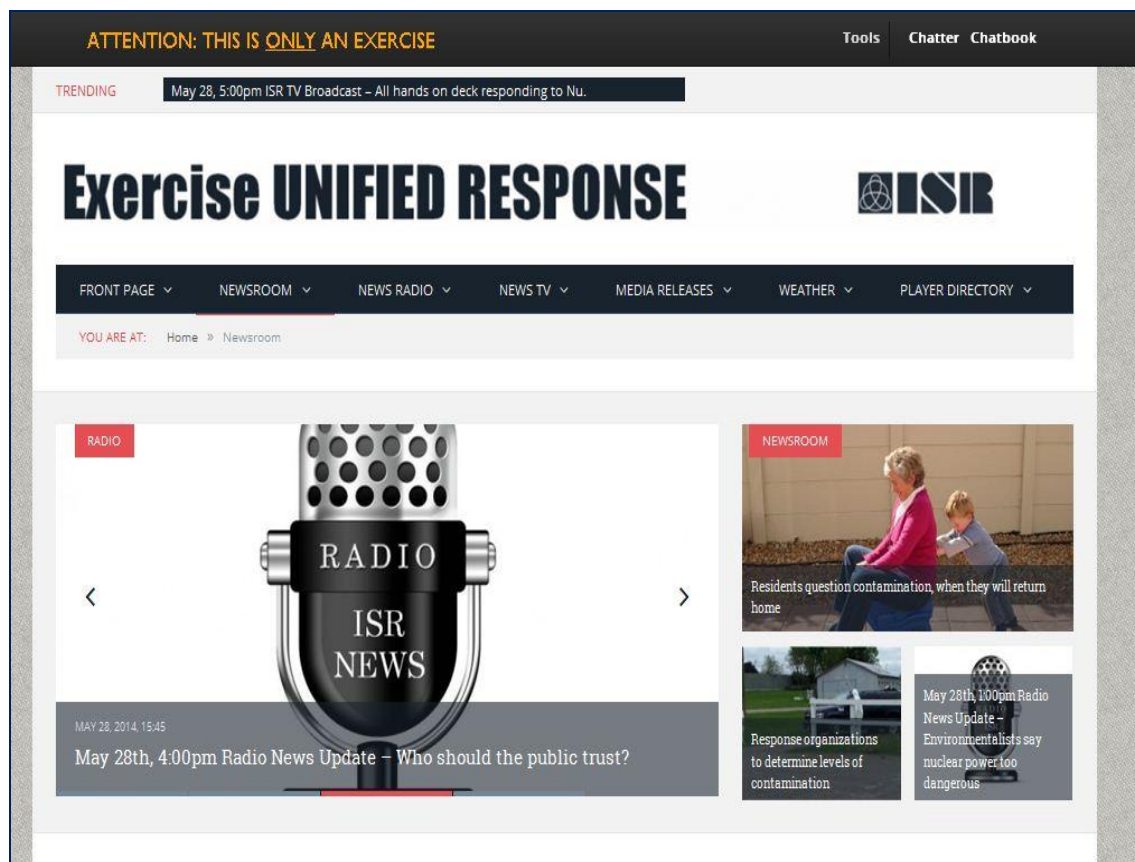 ATTENTION: THIS IS ONLY AN EXERCISE
Tools Chatter Chatbook
TRENDING May 28, 5:00pm ISR TV Broadcast – All hands on deck responding to Nu.
Exercise UNIFIED RESPONSE
ISR
FRONT PAGE NEWSROOM NEWS RADIO NEWS TV MEDIA RELEASES WEATHER PLAYER DIRECTORY
YOU ARE AT: Home » Newsroom
RADIO
RADIO
ISR
NEWS
MAY 28, 2014, 15:45
May 28th, 4:00pm Radio News Update – Who should the public trust?
NEWSROOM
Residents question contamination, when they will return
home
Response organizations
to determine levels of
contamination
May 28th, 1:00pm Radio
News Update –
Environmentalists say
nuclear power too
dangerous